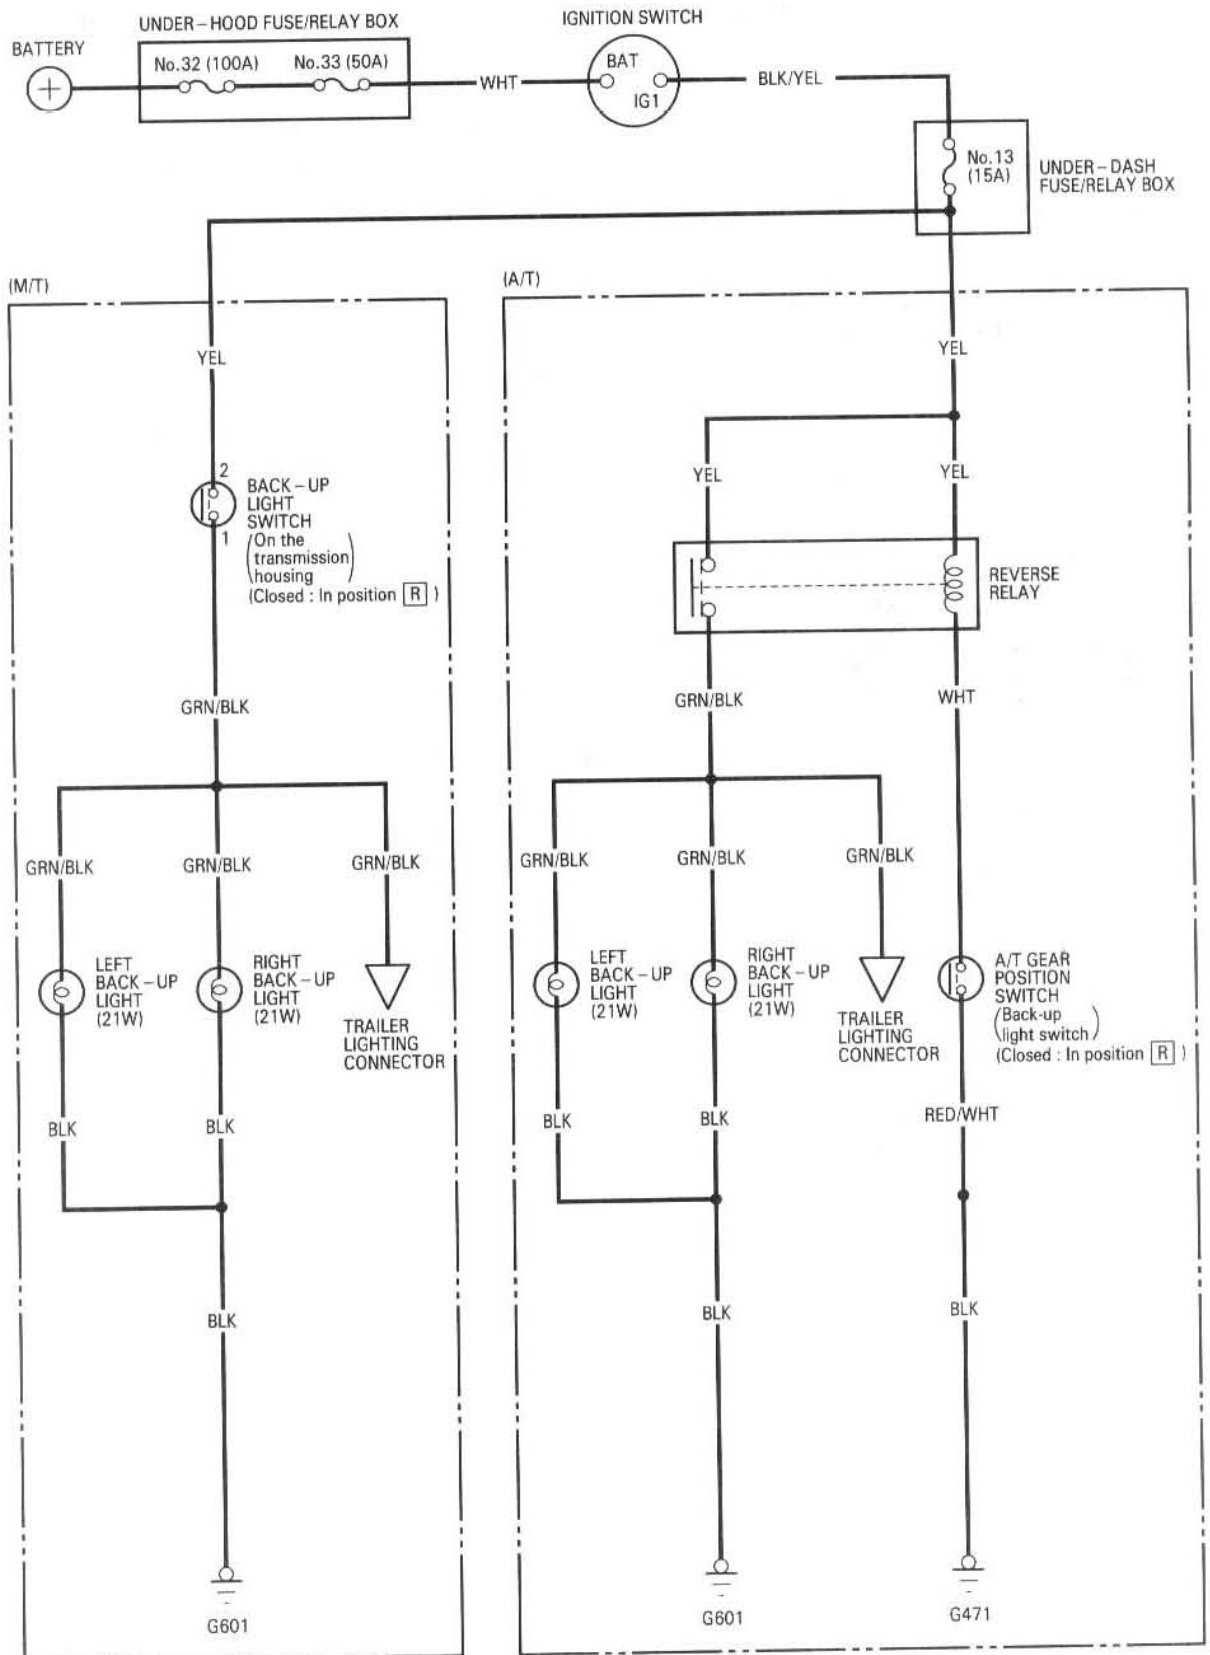 UNDER-HOOD FUSE/RELAY BOX
IGNITION SWITCH
BATTERY
No.32 (100A)
No.33 (50A)
WHT
BAT
IG1
BLK/YEL
No.13
(15A)
UNDER-DASH
FUSE/RELAY BOX
(M/T)
YEL
2
BACK-UP
LIGHT
SWITCH
1
(On the
transmission
housing)
(Closed : In position R )
GRN/BLK
GRN/BLK
GRN/BLK
GRN/BLK
LEFT
BACK-UP
LIGHT
(21W)
RIGHT
BACK-UP
LIGHT
(21W)
TRAILER
LIGHTING
CONNECTOR
BLK
BLK
BLK
G601
(A/T)
YEL
YEL
YEL
REVERSE
RELAY
GRN/BLK
WHT
GRN/BLK
GRN/BLK
GRN/BLK
LEFT
BACK-UP
LIGHT
(21W)
RIGHT
BACK-UP
LIGHT
(21W)
TRAILER
LIGHTING
CONNECTOR
A/T GEAR
POSITION
SWITCH
(Back-up
light switch)
(Closed : In position R )
BLK
BLK
RED/WHT
BLK
BLK
G601
G471